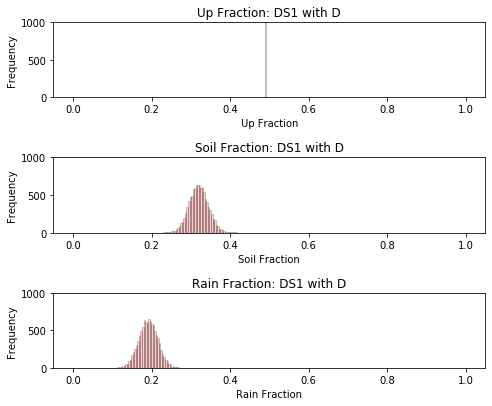 Up Fraction: DS1 with D
1000
500
0
Frequency
0.0 0.2 0.4 0.6 0.8 1.0
Up Fraction
Soil Fraction: DS1 with D
1000
500
0
Frequency
0.0 0.2 0.4 0.6 0.8 1.0
Soil Fraction
Rain Fraction: DS1 with D
1000
500
0
Frequency
0.0 0.2 0.4 0.6 0.8 1.0
Rain Fraction